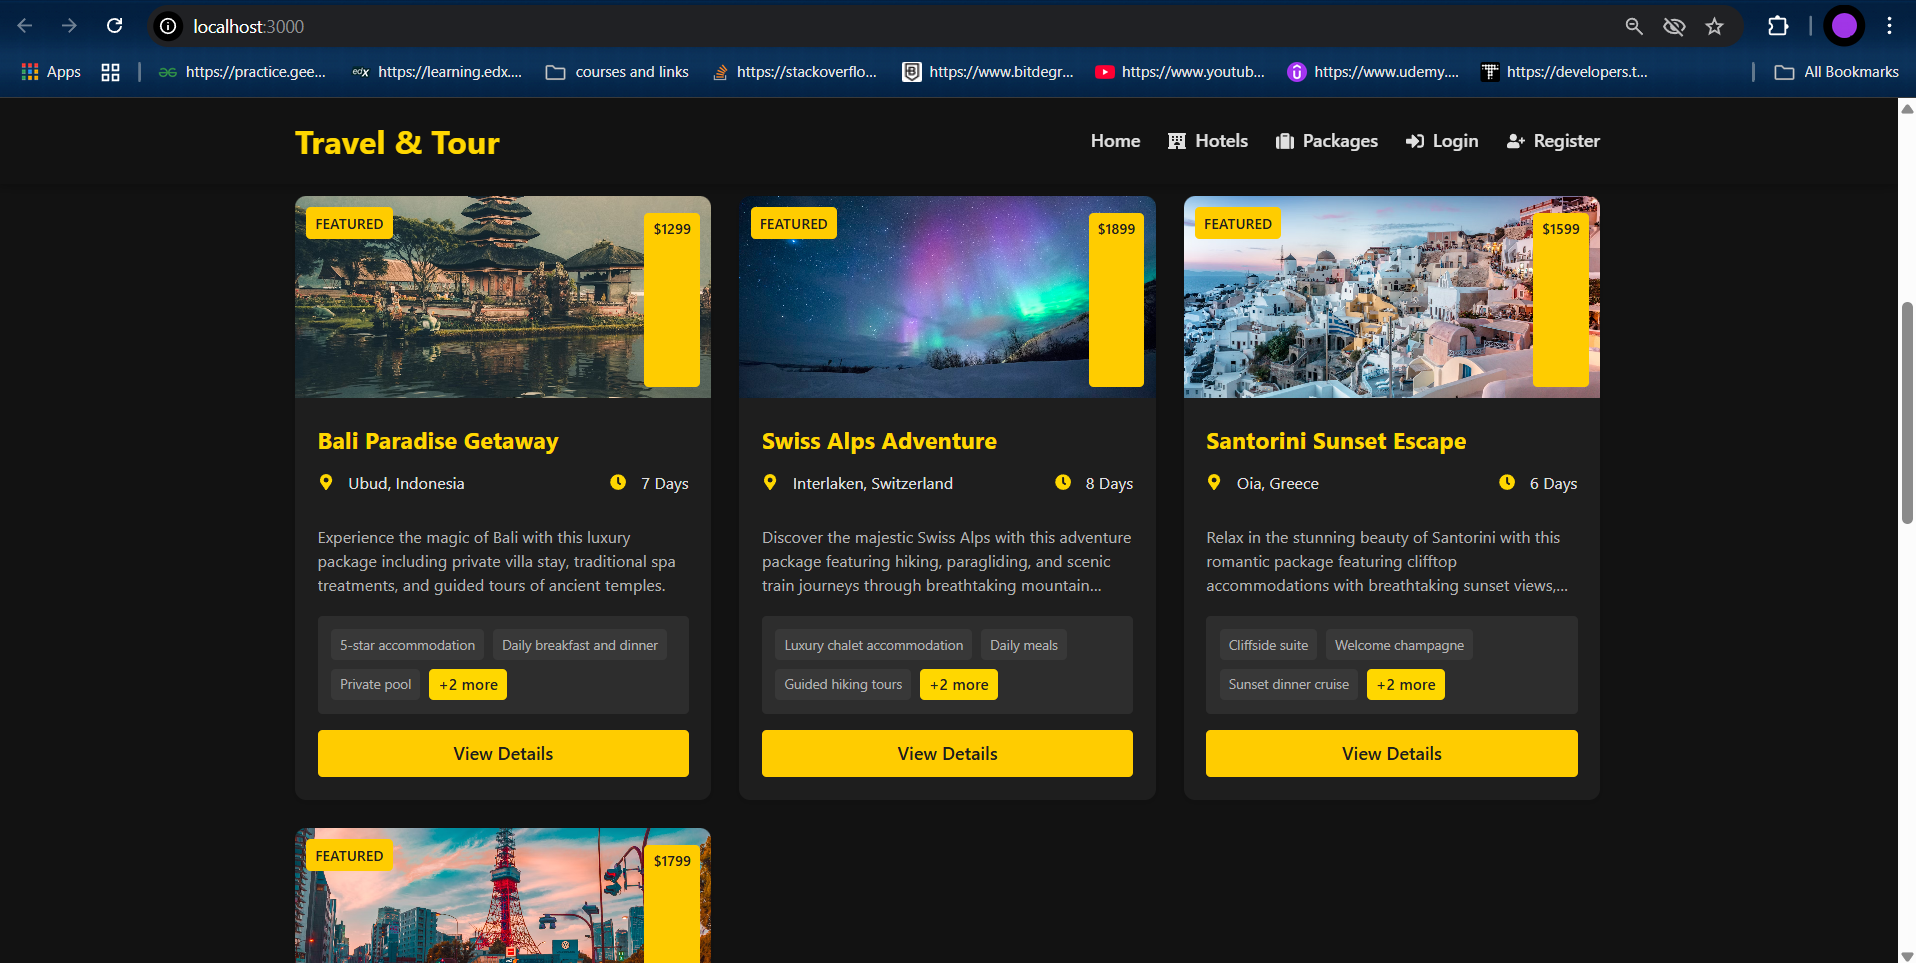 localhost:3000
Apps
https://practice.gee...
edX https://learning.edx....
courses and links
https://stackoverflo...
https://www.bitdegr...
https://www.youtub...
https://www.udemy....
https://developers.t...
All Bookmarks
Travel & Tour
Home Hotels Packages Login Register
FEATURED $1299
FEATURED $1899
FEATURED $1599
Bali Paradise Getaway
Ubud, Indonesia 7 Days
Experience the magic of Bali with this luxury
package including private villa stay, traditional spa
treatments, and guided tours of ancient temples.
5-star accommodation Daily breakfast and dinner
Private pool +2 more
View Details
Swiss Alps Adventure
Interlaken, Switzerland 8 Days
Discover the majestic Swiss Alps with this adventure
package featuring hiking, paragliding, and scenic
train journeys through breathtaking mountain...
Luxury chalet accommodation Daily meals
Guided hiking tours +2 more
View Details
Santorini Sunset Escape
Oia, Greece 6 Days
Relax in the stunning beauty of Santorini with this
romantic package featuring clifftop
accommodations with breathtaking sunset views,...
Cliffside suite Welcome champagne
Sunset dinner cruise +2 more
View Details
FEATURED $1799